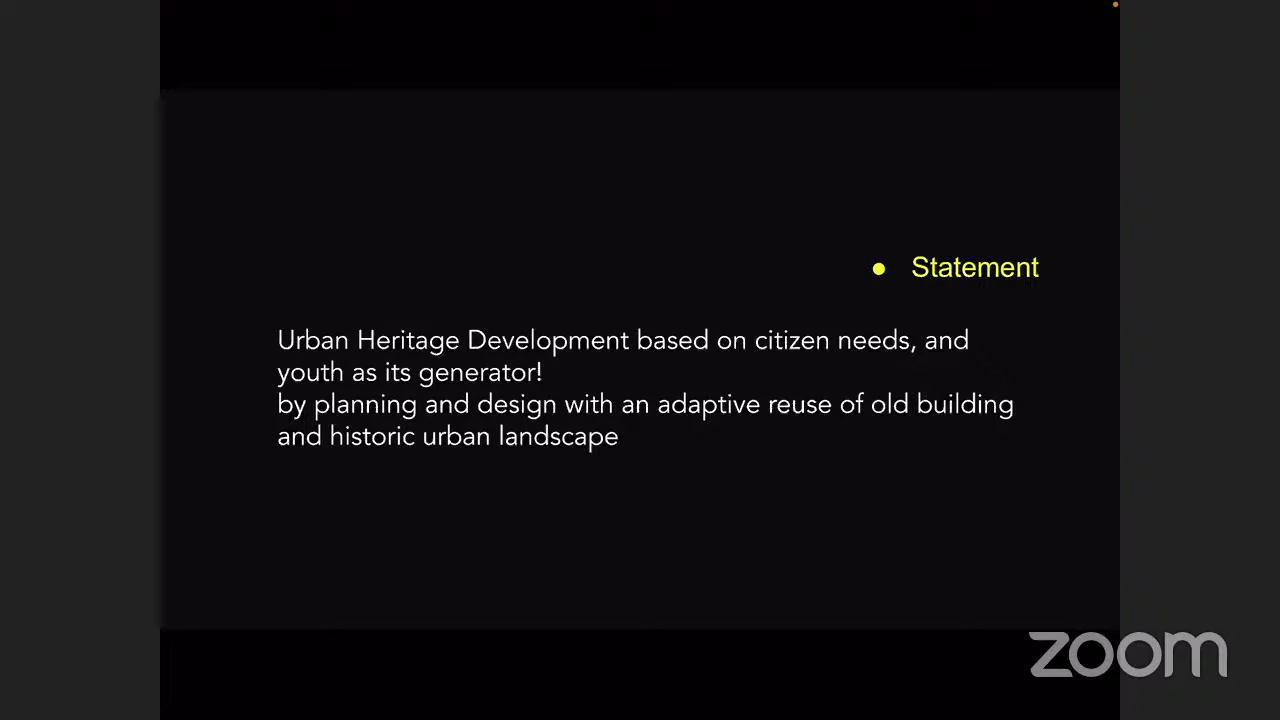 Statement
Urban Heritage Development based on citizen needs, and
youth as its generator!
by planning and design with an adaptive reuse of old building
and historic urban landscape
zoom